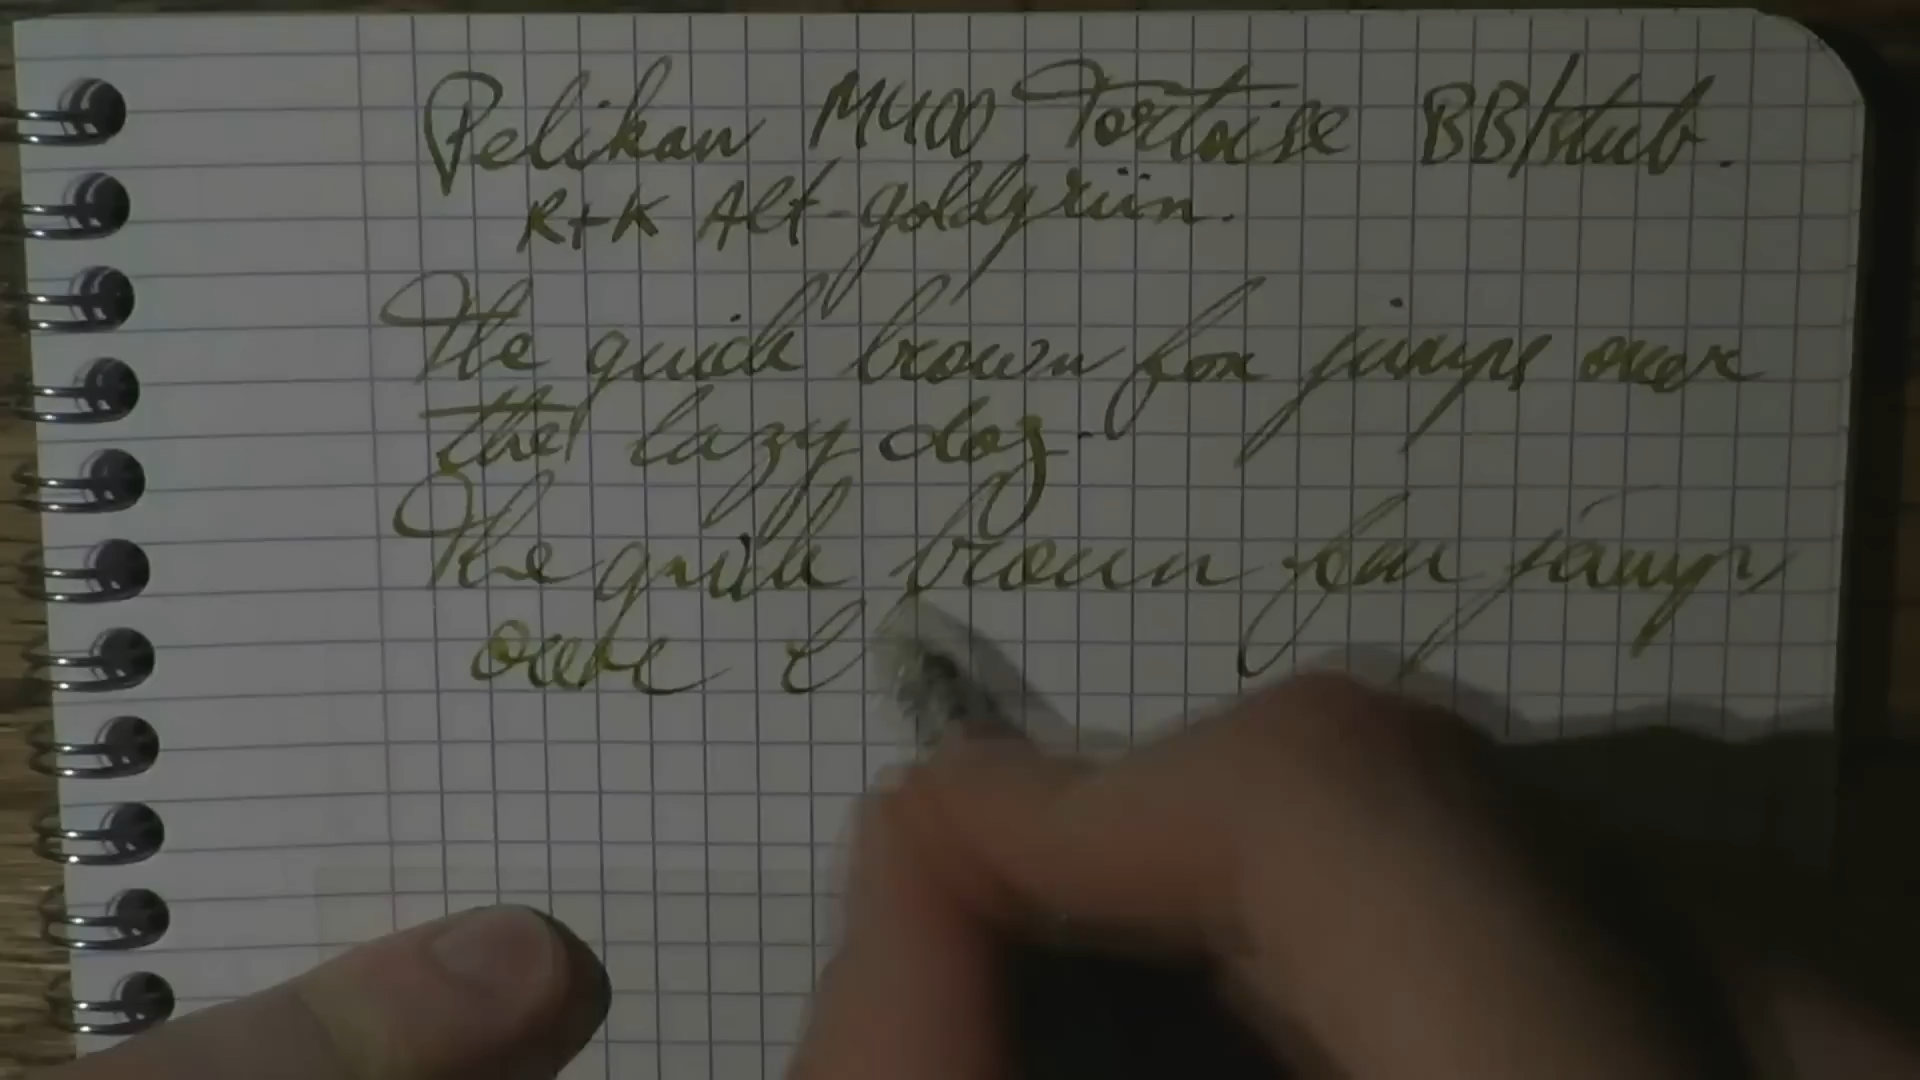 Pelikan M400 Tortoise BB/stub.
R+K Alt-goldgrün.
The quick brown fox jumps over
the lazy dog.
The quick brown fox jumps
over